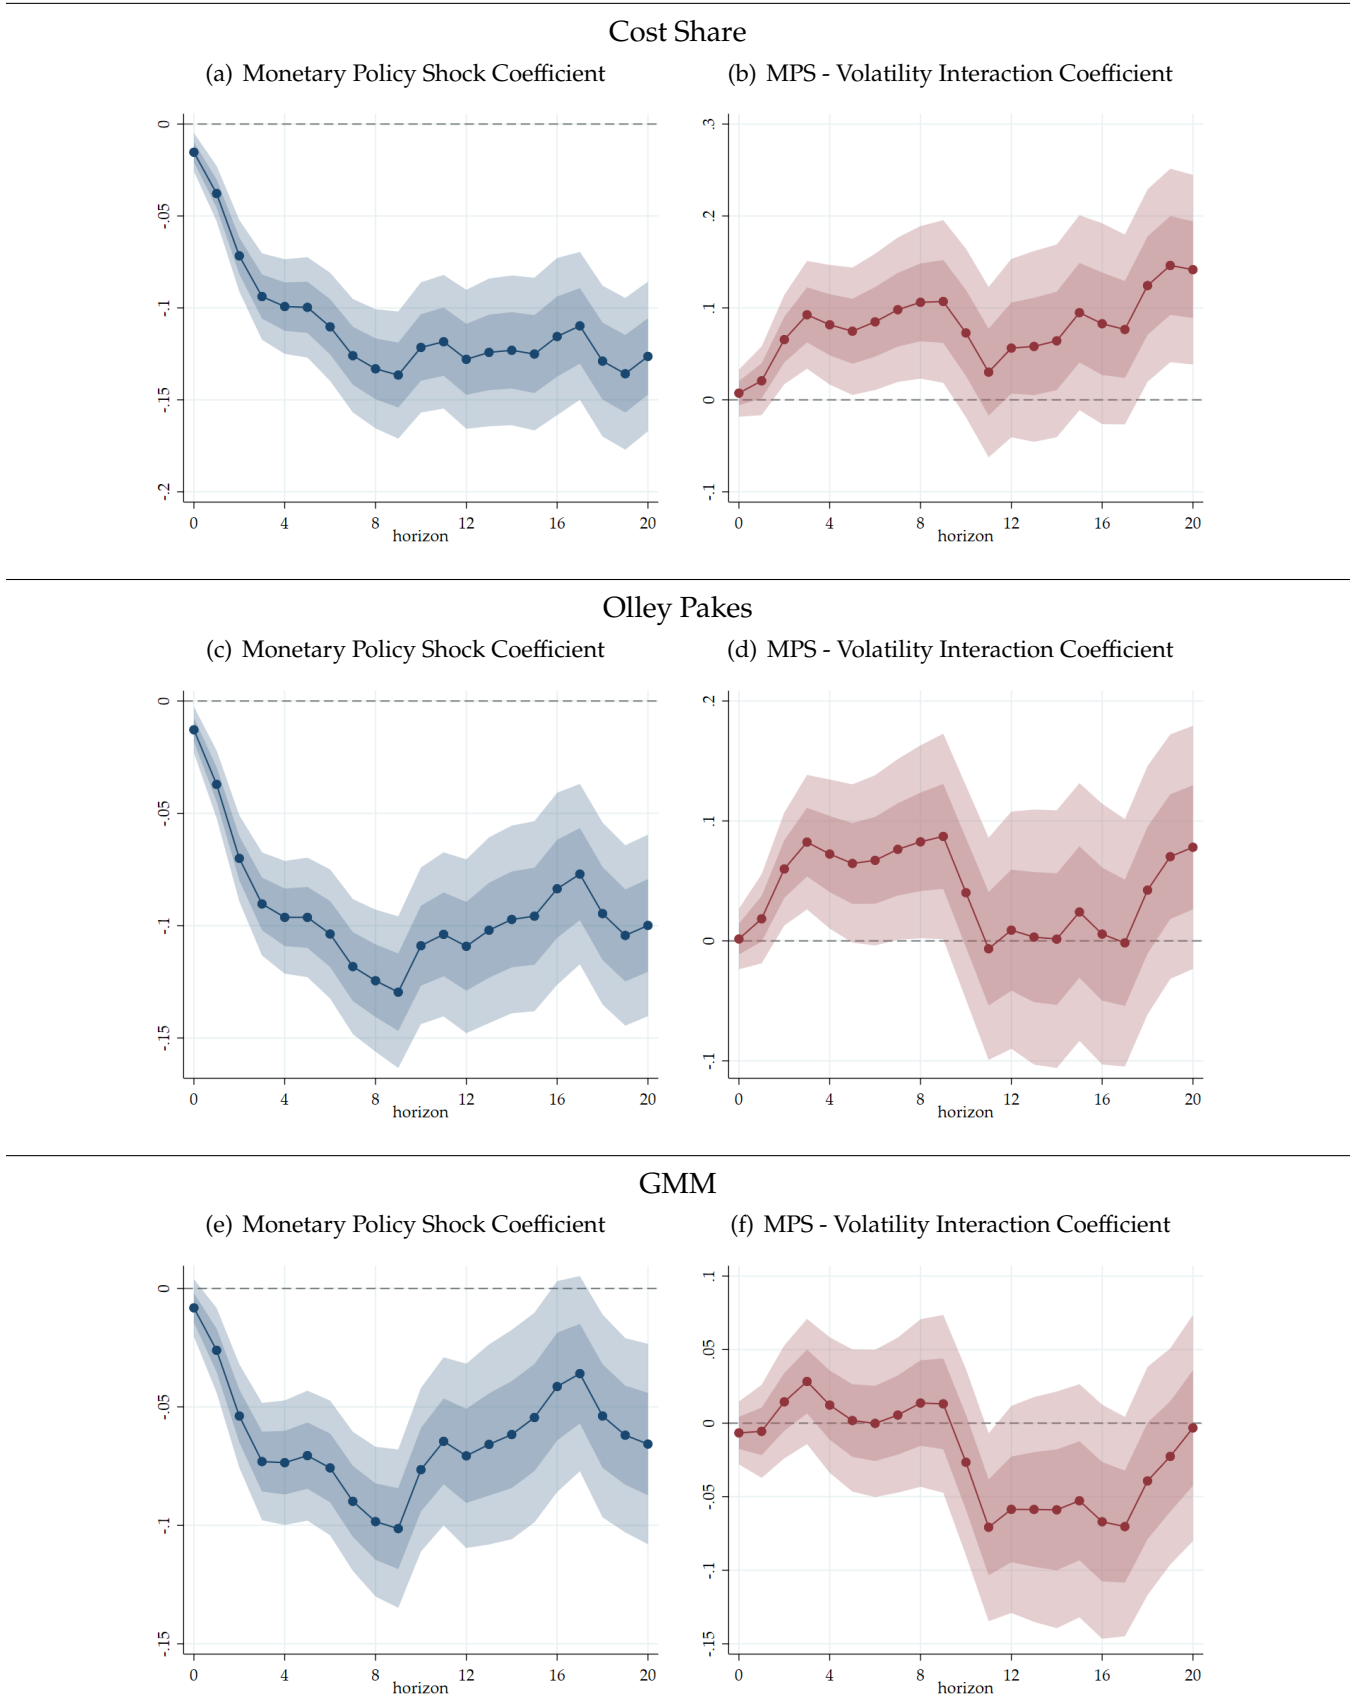 Cost Share
(a) Monetary Policy Shock Coefficient
(b) MPS - Volatility Interaction Coefficient
0
-.05
-.1
-.15
-.2
0 4 8 12 16 20
horizon
.3
.2
.1
0
-.1
0 4 8 12 16 20
horizon
Olley Pakes
(c) Monetary Policy Shock Coefficient
(d) MPS - Volatility Interaction Coefficient
0
-.05
-.1
-.15
0 4 8 12 16 20
horizon
.2
.1
0
-.1
0 4 8 12 16 20
horizon
GMM
(e) Monetary Policy Shock Coefficient
(f) MPS - Volatility Interaction Coefficient
0
-.05
-.1
-.15
0 4 8 12 16 20
horizon
.1
.05
0
-.05
-.1
-.15
0 4 8 12 16 20
horizon